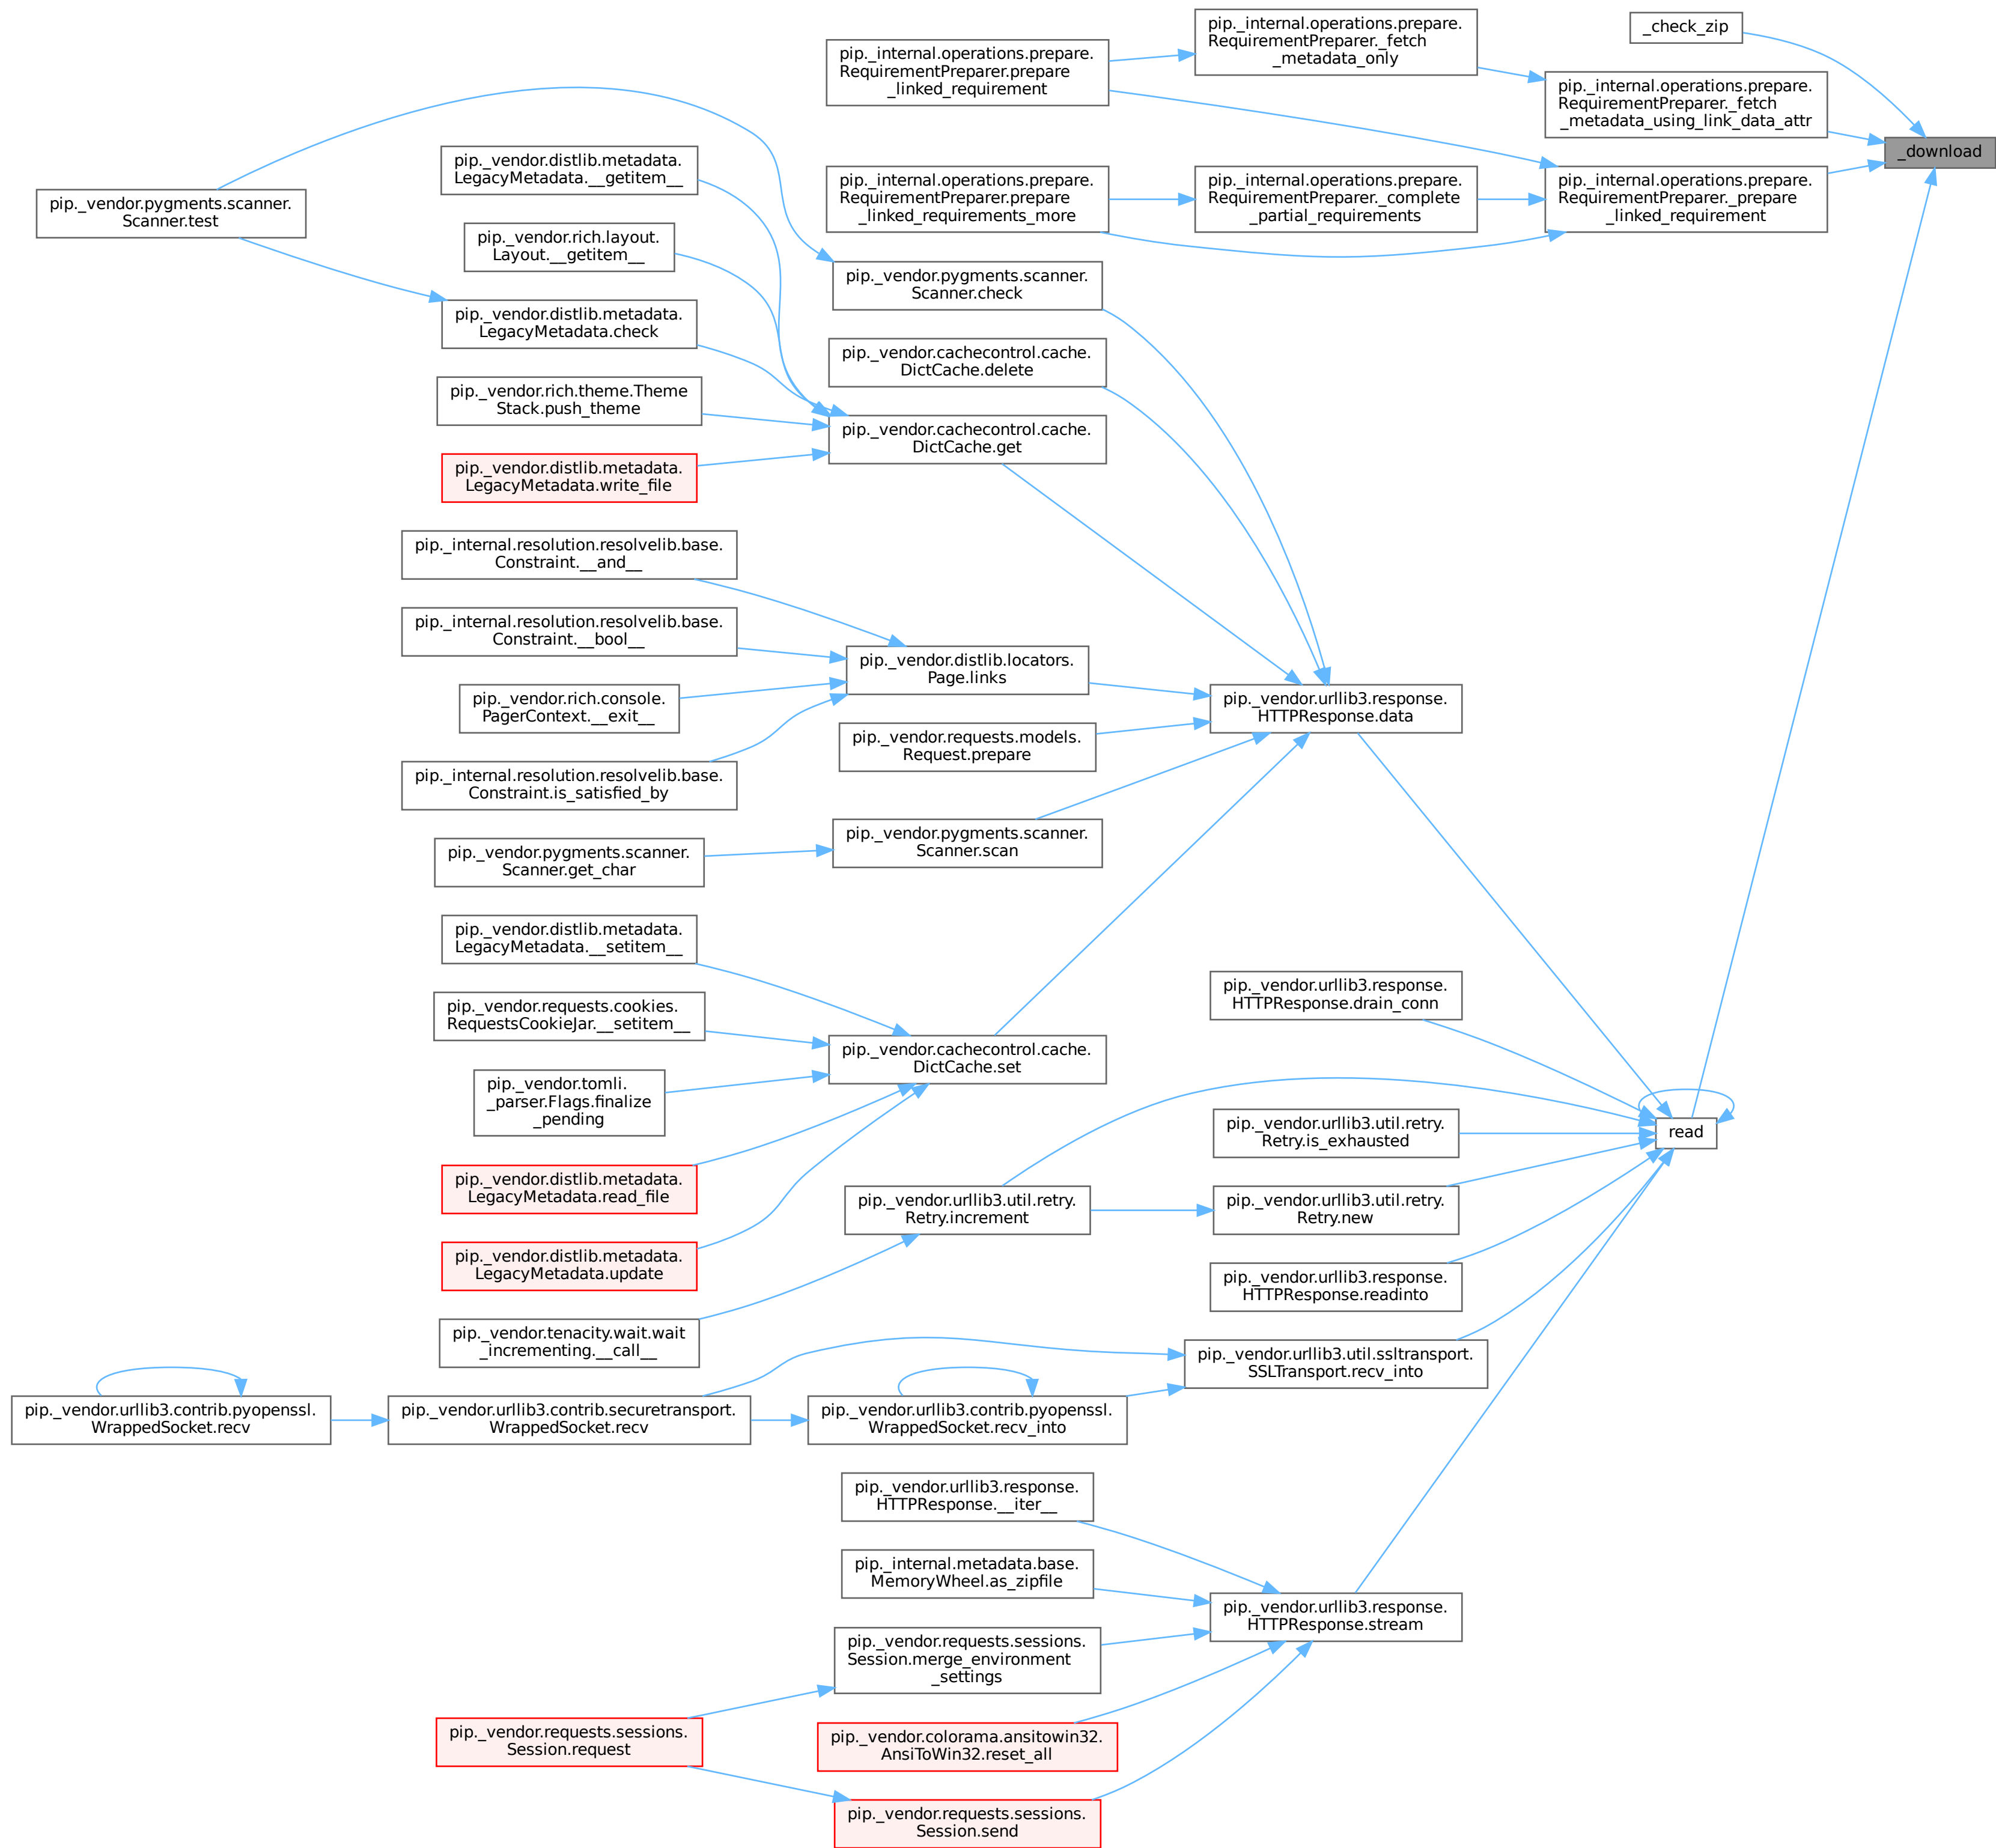 _check_zip
pip._internal.operations.prepare.
RequirementPreparer._fetch
_metadata_only
pip._internal.operations.prepare.
RequirementPreparer.prepare
_linked_requirement
pip._internal.operations.prepare.
RequirementPreparer._fetch
_metadata_using_link_data_attr
_download
pip._vendor.distlib.metadata.
LegacyMetadata.__getitem__
pip._internal.operations.prepare.
RequirementPreparer.prepare
_linked_requirements_more
pip._internal.operations.prepare.
RequirementPreparer._complete
_partial_requirements
pip._internal.operations.prepare.
RequirementPreparer._prepare
_linked_requirement
pip._vendor.pygments.scanner.
Scanner.test
pip._vendor.rich.layout.
Layout.__getitem__
pip._vendor.pygments.scanner.
Scanner.check
pip._vendor.distlib.metadata.
LegacyMetadata.check
pip._vendor.cachecontrol.cache.
DictCache.delete
pip._vendor.rich.theme.Theme
Stack.push_theme
pip._vendor.cachecontrol.cache.
DictCache.get
pip._vendor.distlib.metadata.
LegacyMetadata.write_file
pip._internal.resolution.resolvelib.base.
Constraint.__and__
pip._internal.resolution.resolvelib.base.
Constraint.__bool__
pip._vendor.distlib.locators.
Page.links
pip._vendor.rich.console.
PagerContext.__exit__
pip._vendor.urllib3.response.
HTTPResponse.data
pip._vendor.requests.models.
Request.prepare
pip._internal.resolution.resolvelib.base.
Constraint.is_satisfied_by
pip._vendor.pygments.scanner.
Scanner.scan
pip._vendor.pygments.scanner.
Scanner.get_char
pip._vendor.distlib.metadata.
LegacyMetadata.__setitem__
pip._vendor.urllib3.response.
HTTPResponse.drain_conn
pip._vendor.requests.cookies.
RequestsCookieJar.__setitem__
pip._vendor.cachecontrol.cache.
DictCache.set
pip._vendor.tomli.
_parser.Flags.finalize
_pending
pip._vendor.urllib3.util.retry.
Retry.is_exhausted
read
pip._vendor.distlib.metadata.
LegacyMetadata.read_file
pip._vendor.urllib3.util.retry.
Retry.increment
pip._vendor.urllib3.util.retry.
Retry.new
pip._vendor.distlib.metadata.
LegacyMetadata.update
pip._vendor.urllib3.response.
HTTPResponse.readinto
pip._vendor.tenacity.wait.wait
_incrementing.__call__
pip._vendor.urllib3.util.ssltransport.
SSLTransport.recv_into
pip._vendor.urllib3.contrib.pyopenssl.
WrappedSocket.recv
pip._vendor.urllib3.contrib.securetransport.
WrappedSocket.recv
pip._vendor.urllib3.contrib.pyopenssl.
WrappedSocket.recv_into
pip._vendor.urllib3.response.
HTTPResponse.__iter__
pip._internal.metadata.base.
MemoryWheel.as_zipfile
pip._vendor.urllib3.response.
HTTPResponse.stream
pip._vendor.requests.sessions.
Session.merge_environment
_settings
pip._vendor.requests.sessions.
Session.request
pip._vendor.colorama.ansitowin32.
AnsiToWin32.reset_all
pip._vendor.requests.sessions.
Session.send